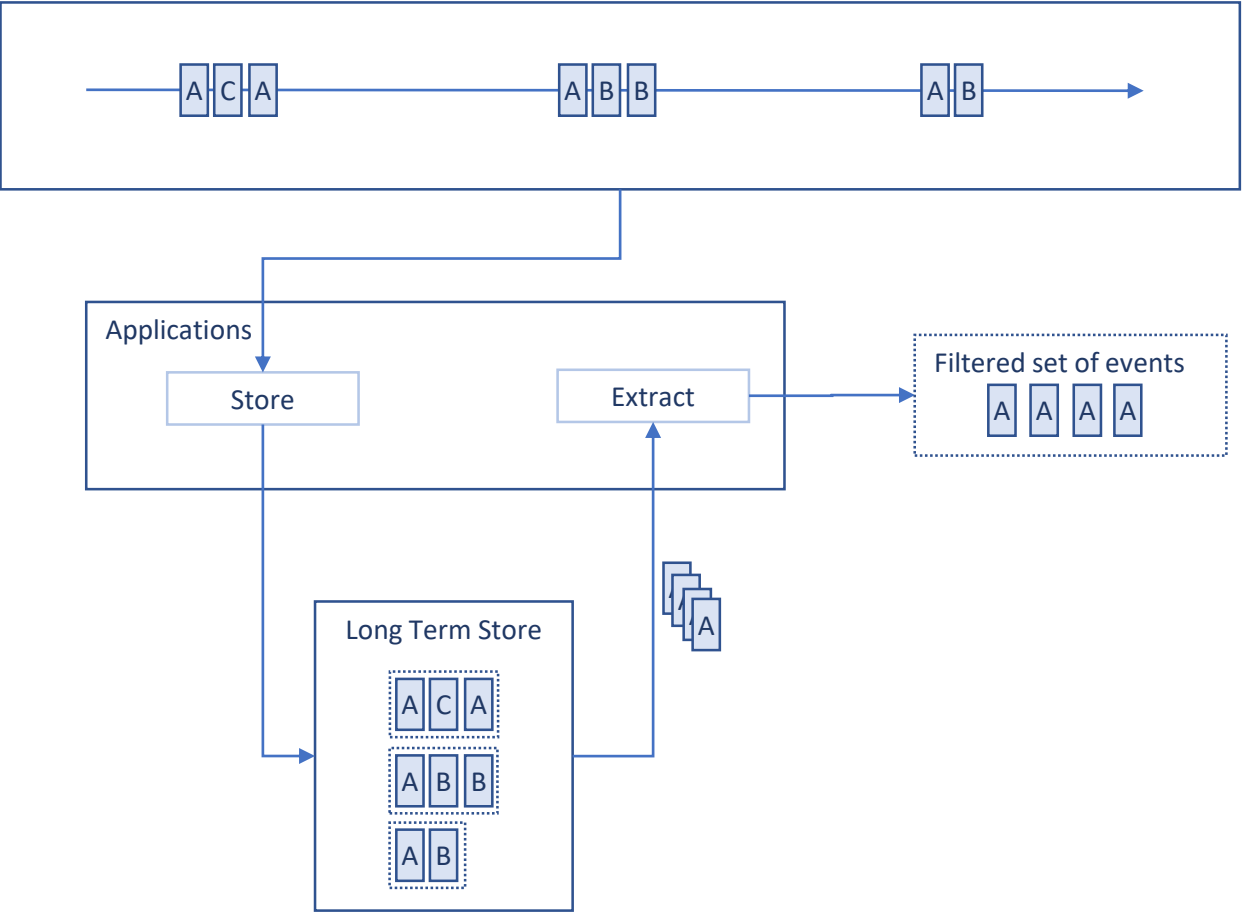 A C A A B B A B
Applications
Store
Extract
Filtered set of events
A A A A
A
Long Term Store
A C A
A B B
A B